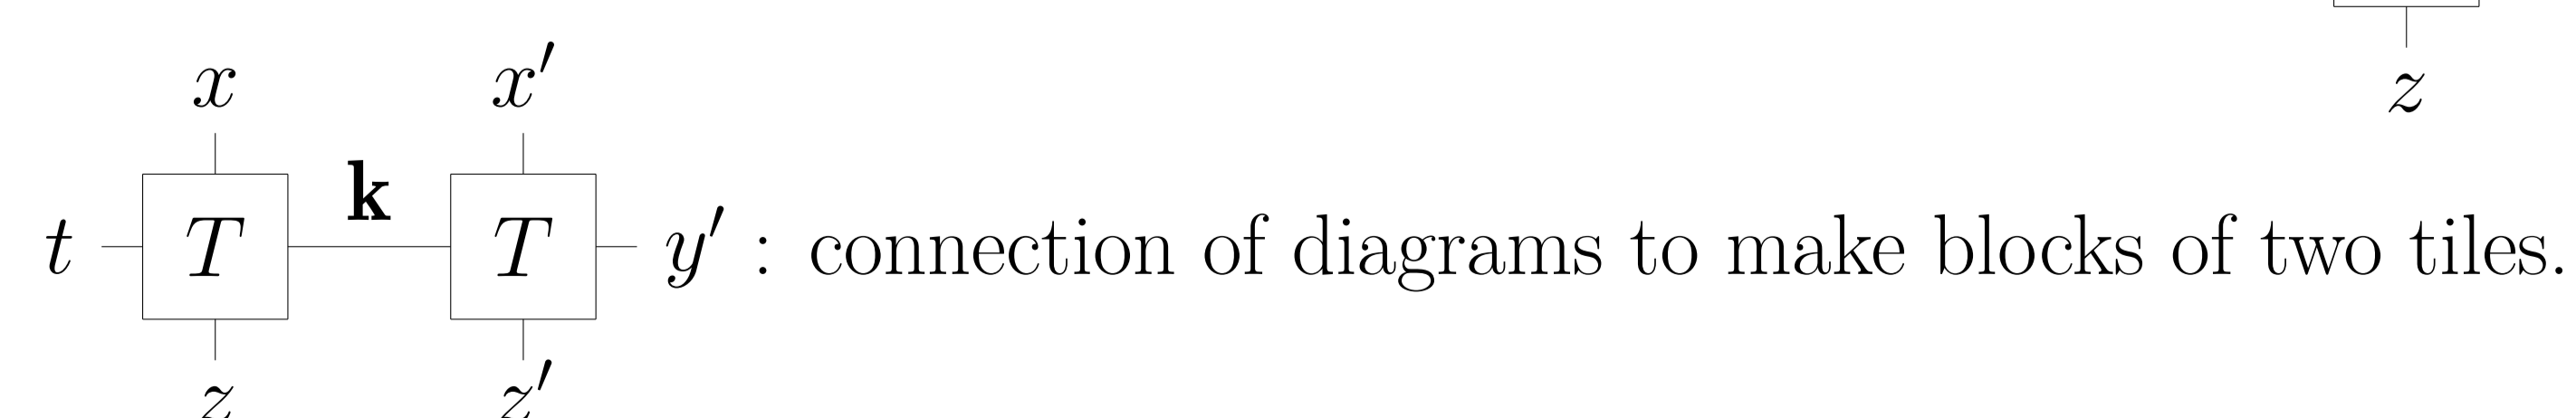 x x′
z
k
t T T y′ : connection of diagrams to make blocks of two tiles.
z z′